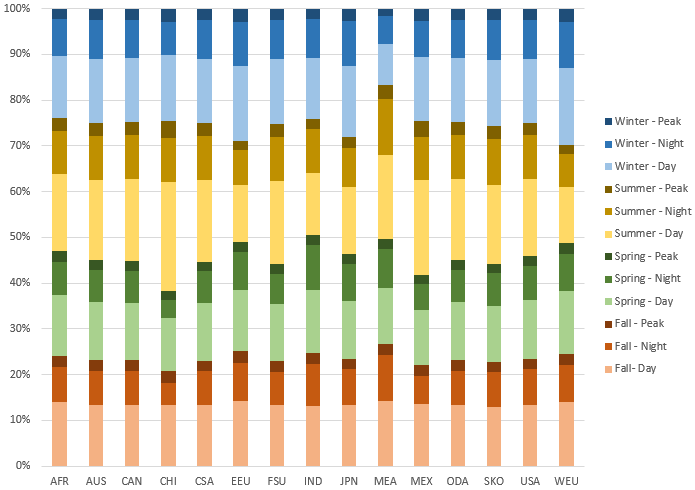 100%
90%
80%
70%
60%
50%
40%
30%
20%
10%
0%
AFR AUS CAN CHI CSA EEU FSU IND JPN MEA MEX ODA SKO USA WEU
Winter - Peak
Winter - Night
Winter - Day
Summer - Peak
Summer - Night
Summer - Day
Spring - Peak
Spring - Night
Spring - Day
Fall - Peak
Fall - Night
Fall- Day